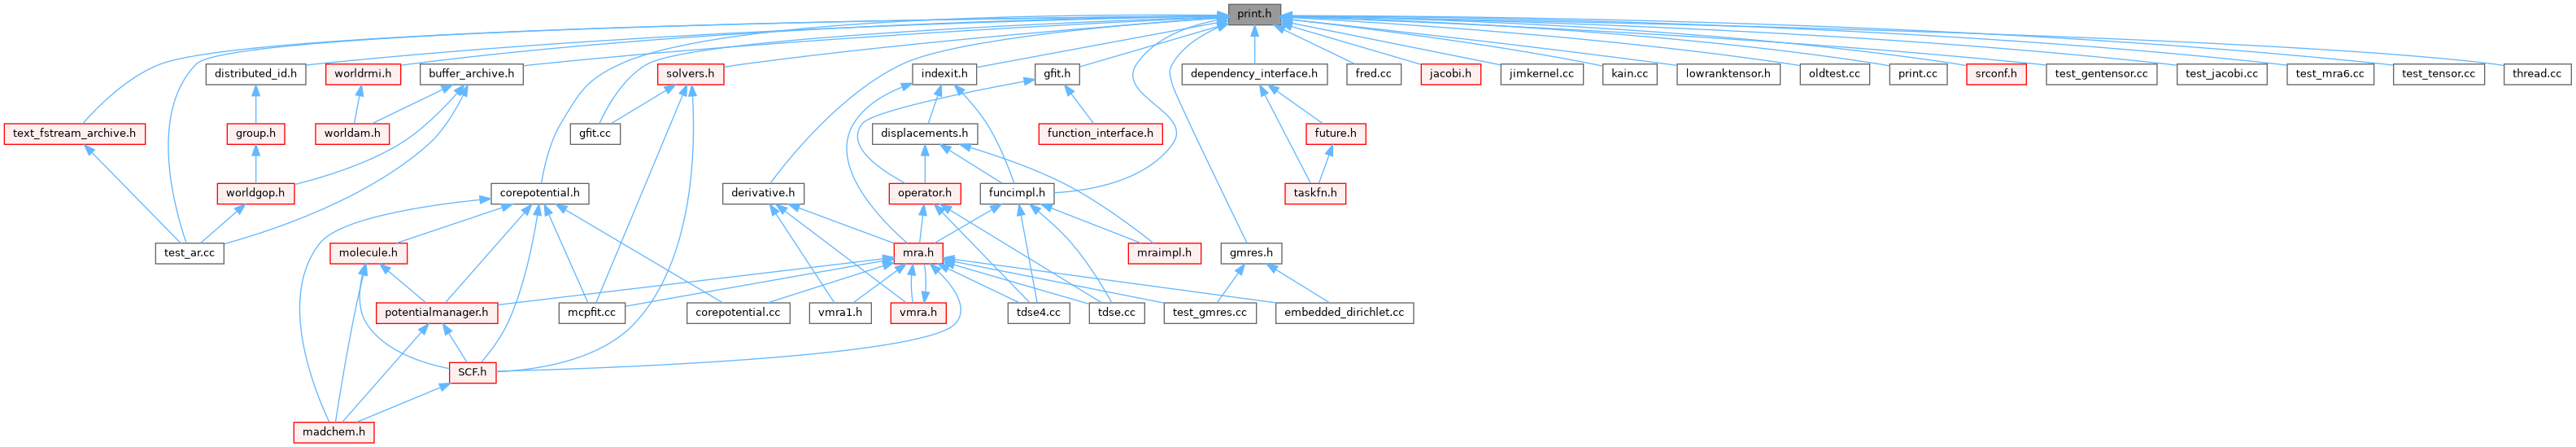 print.h
distributed_id.h
worldrmi.h
buffer_archive.h
solvers.h
indexit.h
gfit.h
dependency_interface.h
fred.cc
jacobi.h
jimkernel.cc
kain.cc
lowranktensor.h
oldtest.cc
print.cc
srconf.h
test_gentensor.cc
test_jacobi.cc
test_mra6.cc
test_tensor.cc
thread.cc
text_fstream_archive.h
group.h
worldam.h
gfit.cc
displacements.h
function_interface.h
future.h
worldgop.h
corepotential.h
derivative.h
operator.h
funcimpl.h
taskfn.h
test_ar.cc
molecule.h
mra.h
mraimpl.h
gmres.h
potentialmanager.h
mcpfit.cc
corepotential.cc
vmra1.h
vmra.h
tdse4.cc
tdse.cc
test_gmres.cc
embedded_dirichlet.cc
SCF.h
madchem.h